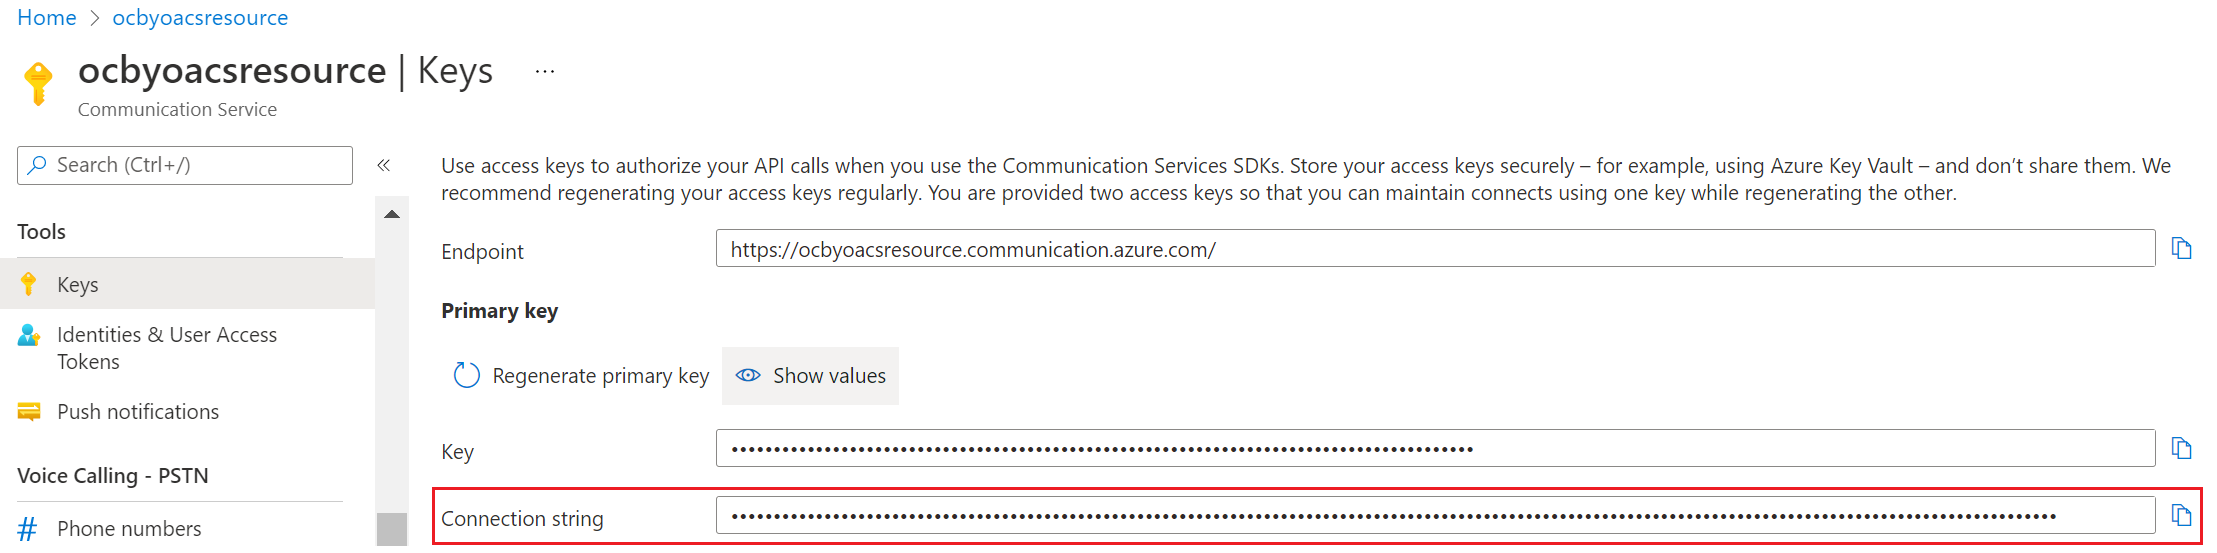 Home > ocbyoacsresource
ocbyoacsresource | Keys ...
Communication Service
Search (Ctrl+/)
«
Tools
Keys
Identities & User Access
Tokens
Push notifications
Voice Calling - PSTN
# Phone numbers
Use access keys to authorize your API calls when you use the Communication Services SDKs. Store your access keys securely – for example, using Azure Key Vault – and don’t share them. We
recommend regenerating your access keys regularly. You are provided two access keys so that you can maintain connects using one key while regenerating the other.
Endpoint https://ocbyoacsresource.communication.azure.com/
Primary key
Regenerate primary key Show values
Key
Connection string